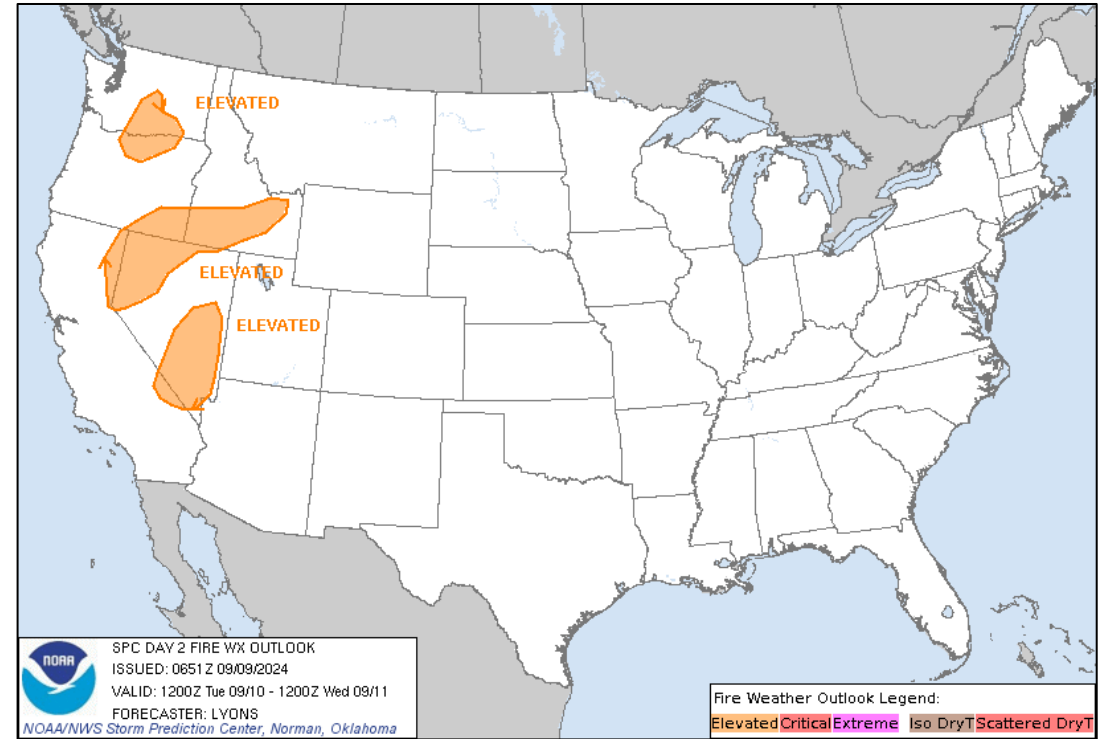 ELEVATED
ELEVATED
ELEVATED
NOAA
SPC DAY 2 FIRE WX OUTLOOK
ISSUED: 0651Z 09/09/2024
VALID: 1200Z Tue 09/10 - 1200Z Wed 09/11
FORECASTER: LYONS
NOAA/NWS Storm Prediction Center, Norman, Oklahoma
Fire Weather Outlook Legend:
Elevated Critical Extreme Iso DryT Scattered DryT